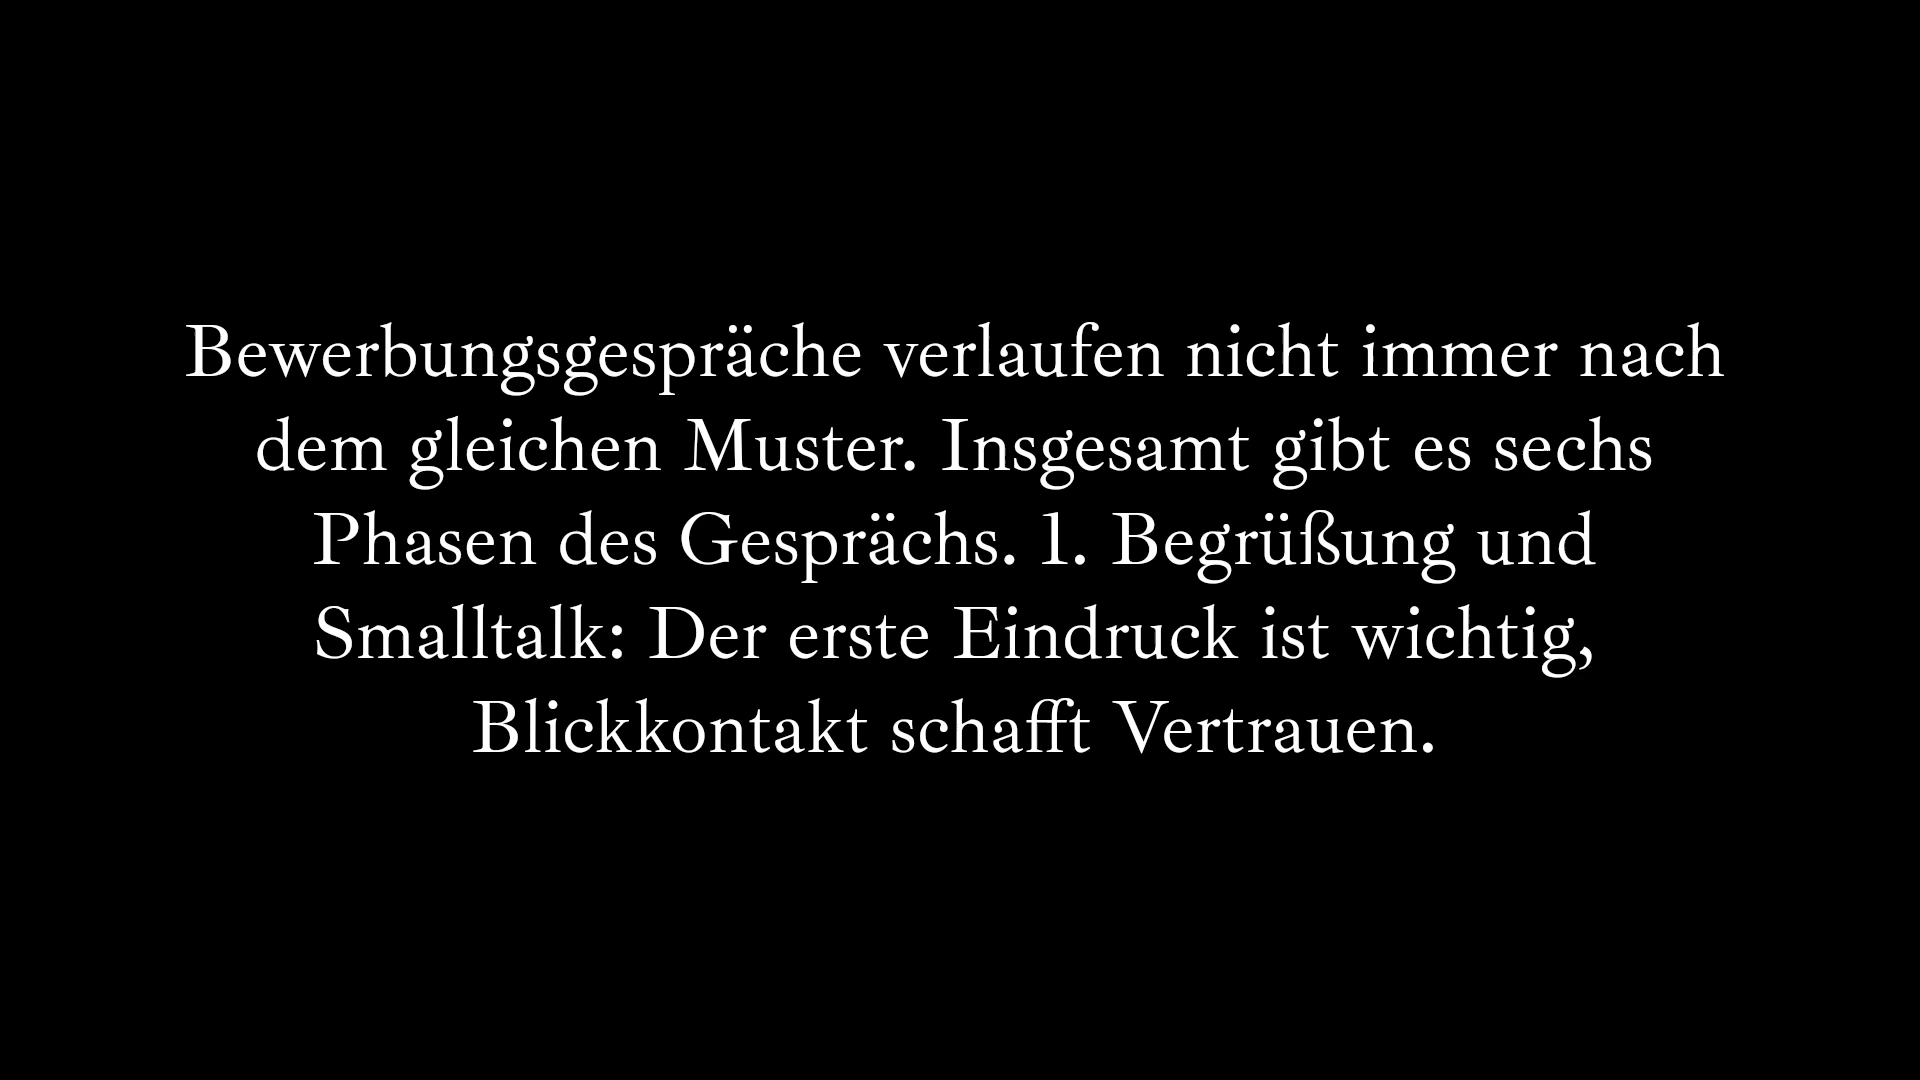 Bewerbungsgespräche verlaufen nicht immer nach
dem gleichen Muster. Insgesamt gibt es sechs
Phasen des Gesprächs. 1. Begrüßung und
Smalltalk: Der erste Eindruck ist wichtig,
Blickkontakt schafft Vertrauen.